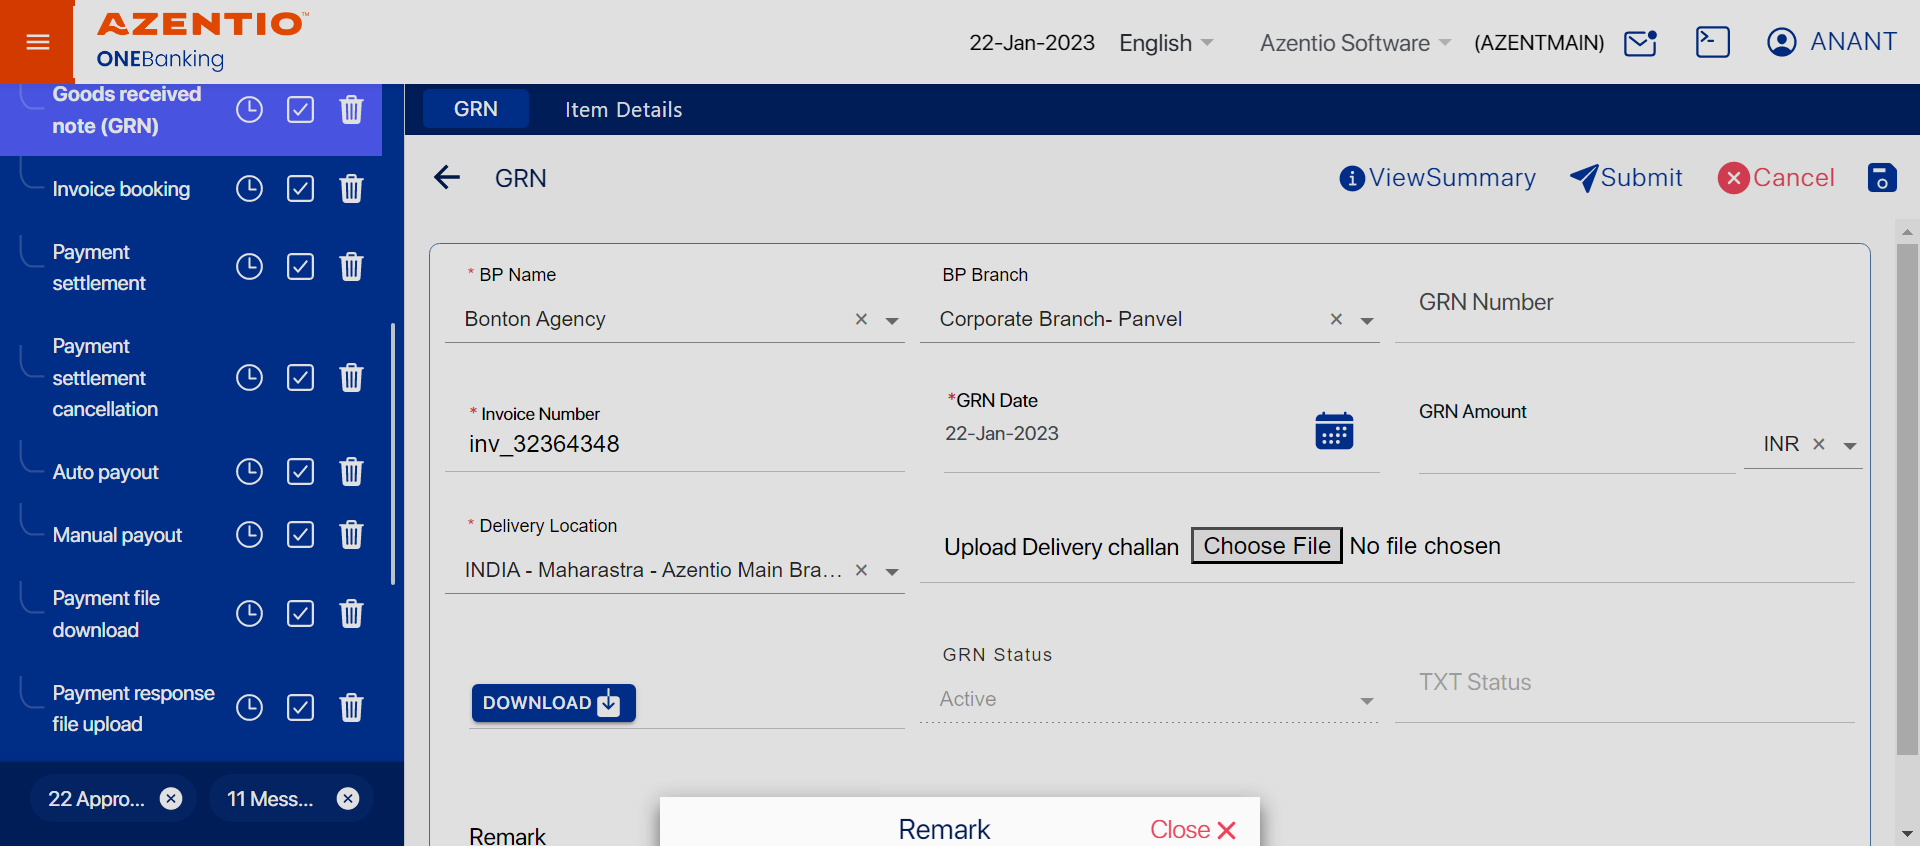 AZENTIO™
ONEBanking
22-Jan-2023 English Azentio Software (AZENTMAIN) ANANT
Goods received
note (GRN)
Invoice booking
Payment
settlement
Payment
settlement
cancellation
Auto payout
Manual payout
Payment file
download
Payment response
file upload
22 Appro...
11 Mess...
GRN Item Details
GRN
ViewSummary Submit Cancel
* BP Name
Bonton Agency
BP Branch
Corporate Branch- Panvel
GRN Number
* Invoice Number
inv_32364348
*GRN Date
22-Jan-2023
GRN Amount
INR
* Delivery Location
INDIA - Maharastra - Azentio Main Bra...
Upload Delivery challan Choose File No file chosen
DOWNLOAD
GRN Status
Active
TXT Status
Remark
Remark Close